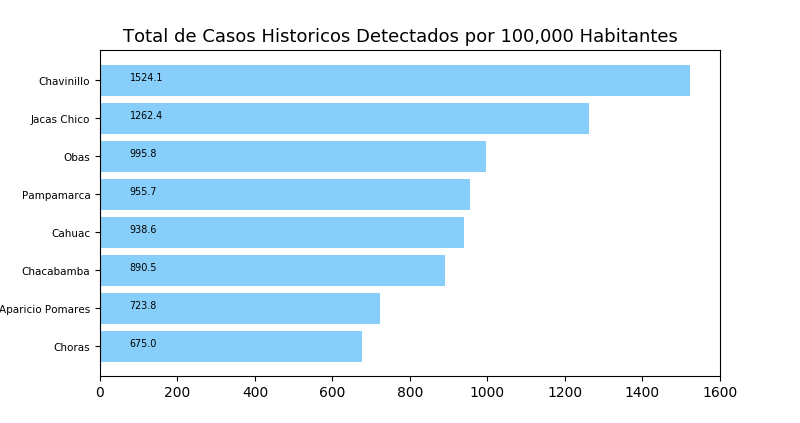 Total de Casos Historicos Detectados por 100,000 Habitantes
Chavinillo 1524.1
Jacas Chico 1262.4
Obas 995.8
Pampamarca 955.7
Cahuac 938.6
Chacabamba 890.5
Aparicio Pomares 723.8
Choras 675.0
0 200 400 600 800 1000 1200 1400 1600